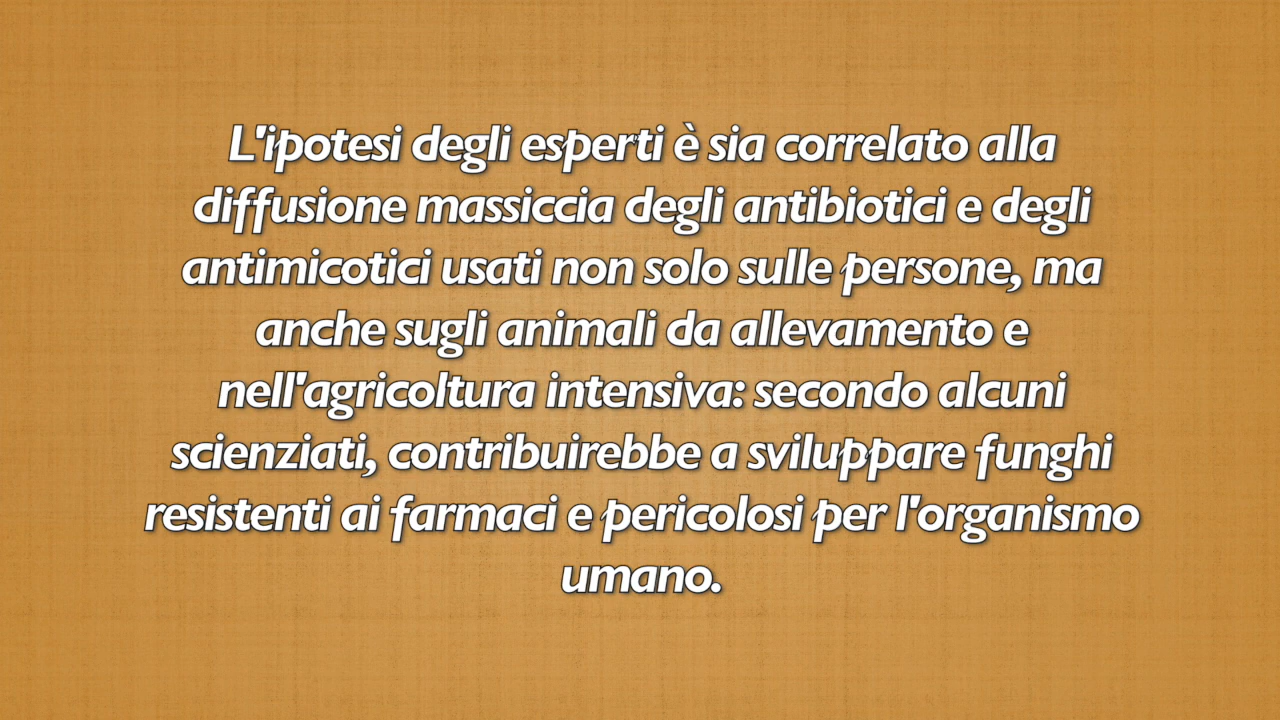 L'ipotesi degli esperti è sia correlato alla
diffusione massiccia degli antibiotici e degli
antimicotici usati non solo sulle persone, ma
anche sugli animali da allevamento e
nell'agricoltura intensiva: secondo alcuni
scienziati, contribuirebbe a sviluppare funghi
resistenti ai farmaci e pericolosi per l'organismo
umano.